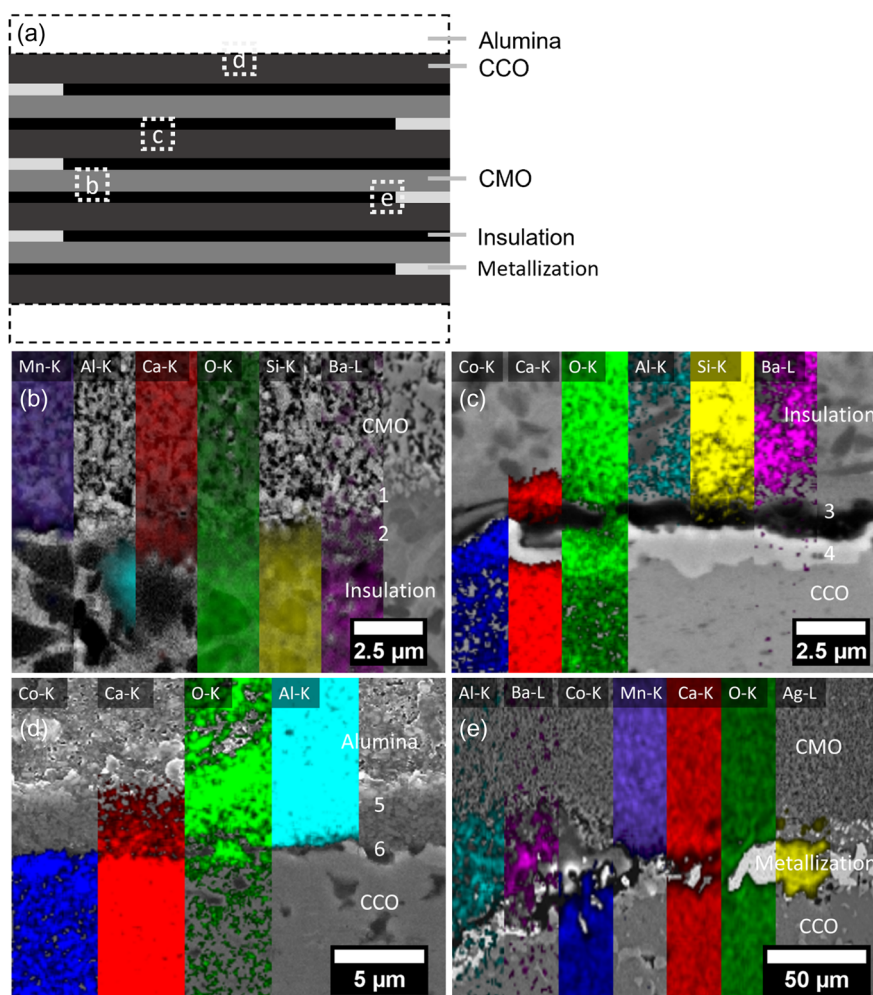 (a)
Alumina
d
CCO
c
b
CMO
e
Insulation
Metallization
Mn-K Al-K Ca-K O-K Si-K Ba-L
(b)
CMO
1
2
Insulation
2.5 µm
Co-K Ca-K O-K Al-K Si-K Ba-L
(c)
Insulation
3
4
CCO
2.5 µm
Co-K Ca-K O-K Al-K
(d)
Alumina
5
6
CCO
5 µm
Al-K Ba-L Co-K Mn-K Ca-K O-K Ag-L
(e)
CMO
Metallization
CCO
50 µm